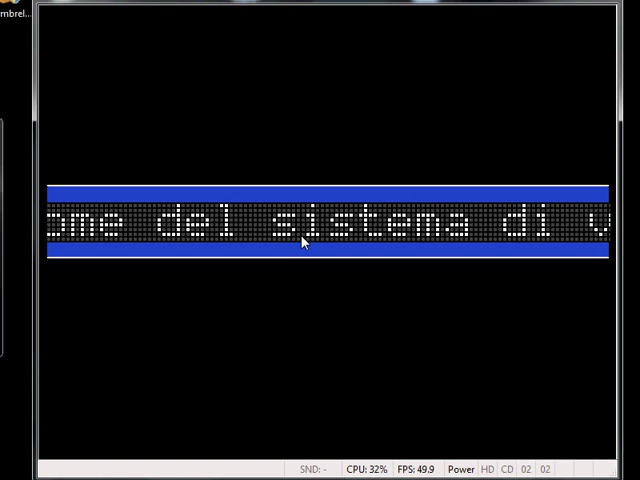 mbrel...
ome del sistema di v
SND: - CPU: 32% FPS: 49.9 Power HD CD 02 02